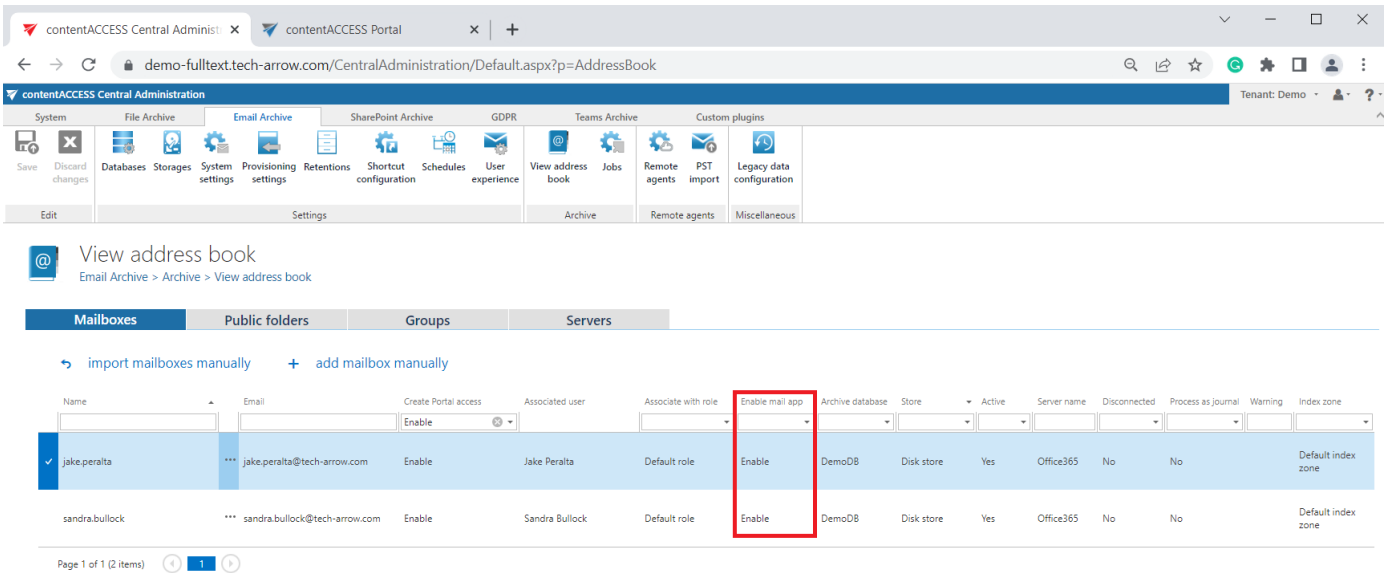 contentACCESS Central Administ
contentACCESS Portal
demo-fulltext.tech-arrow.com/CentralAdministration/Default.aspx?p=AddressBook
contentACCESS Central Administration
Tenant: Demo
?
System File Archive Email Archive SharePoint Archive GDPR Teams Archive Custom plugins
Save Discard changes Databases Storages System settings Provisioning settings Retentions Shortcut configuration Schedules User experience View address book Jobs Remote agents PST import Legacy data configuration
Edit Settings Archive Remote agents Miscellaneous
View address book
Email Archive > Archive > View address book
Mailboxes Public folders Groups Servers
import mailboxes manually + add mailbox manually
Name Email Create Portal access Associated user Associate with role Enable mail app Archive database Store Active Server name Disconnected Process as journal Warning Index zone
Enable
jake.peralta ••• jake.peralta@tech-arrow.com Enable Jake Peralta Default role Enable DemoDB Disk store Yes Office365 No No Default index zone
sandra.bullock ••• sandra.bullock@tech-arrow.com Enable Sandra Bullock Default role Enable DemoDB Disk store Yes Office365 No No Default index zone
Page 1 of 1 (2 items) 1